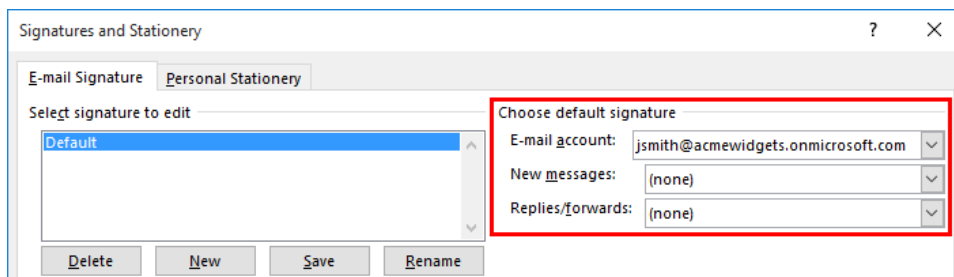 Signatures and Stationery ?
E-mail Signature Personal Stationery
Select signature to edit
Default
Delete New Save Rename
Choose default signature
E-mail account: jsmith@acmewidgets.onmicrosoft.com
New messages: (none)
Replies/forwards: (none)